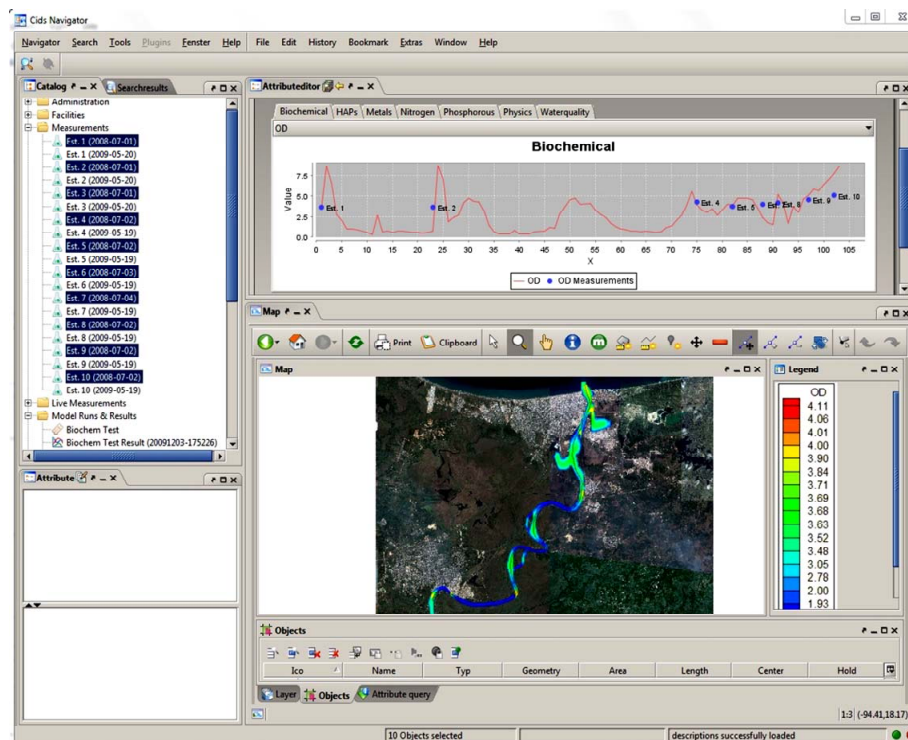 Cids Navigator
Navigator Search Tools Plugins Fenster Help File Edit History Bookmark Extras Window Help
Catalog Searchresults
Administration
Facilities
Measurements
Est. 1 (2008-07-01)
Est. 1 (2009-05-20)
Est. 2 (2008-07-01)
Est. 2 (2009-05-20)
Est. 3 (2008-07-01)
Est. 3 (2009-05-20)
Est. 4 (2008-07-02)
Est. 4 (2009-05-19)
Est. 5 (2008-07-02)
Est. 5 (2009-05-19)
Est. 6 (2008-07-03)
Est. 6 (2009-05-19)
Est. 7 (2008-07-04)
Est. 7 (2009-05-19)
Est. 8 (2008-07-02)
Est. 8 (2009-05-19)
Est. 9 (2008-07-02)
Est. 9 (2009-05-19)
Est. 10 (2008-07-02)
Est. 10 (2009-05-19)
Live Measurements
Model Runs & Results
Biochem Test
Biochem Test Result (20091203-175226)
Attribute
Attributeditor
Biochemical HAPs Metals Nitrogen Phosphorous Physics Waterquality
OD
Biochemical
Value
7.5
5.0
2.5
0.0
Est. 1
Est. 2
Est. 4
Est. 8
Est. 9
Est. 10
0 5 10 15 20 25 30 35 40 45 50 55 60 65 70 75 80 85 90 95 100 105
X
OD OD Measurements
Map
Print Clipboard
Map
Legend
OD
4.11
4.06
4.01
4.00
3.90
3.84
3.71
3.69
3.68
3.63
3.52
3.48
3.05
2.78
2.00
1.93
Objects
Ico Name Typ Geometry Area Length Center Hold
Layer Objects Attribute query
1:3 (-94.41,18.17)
10 Objects selected descriptions successfully loaded